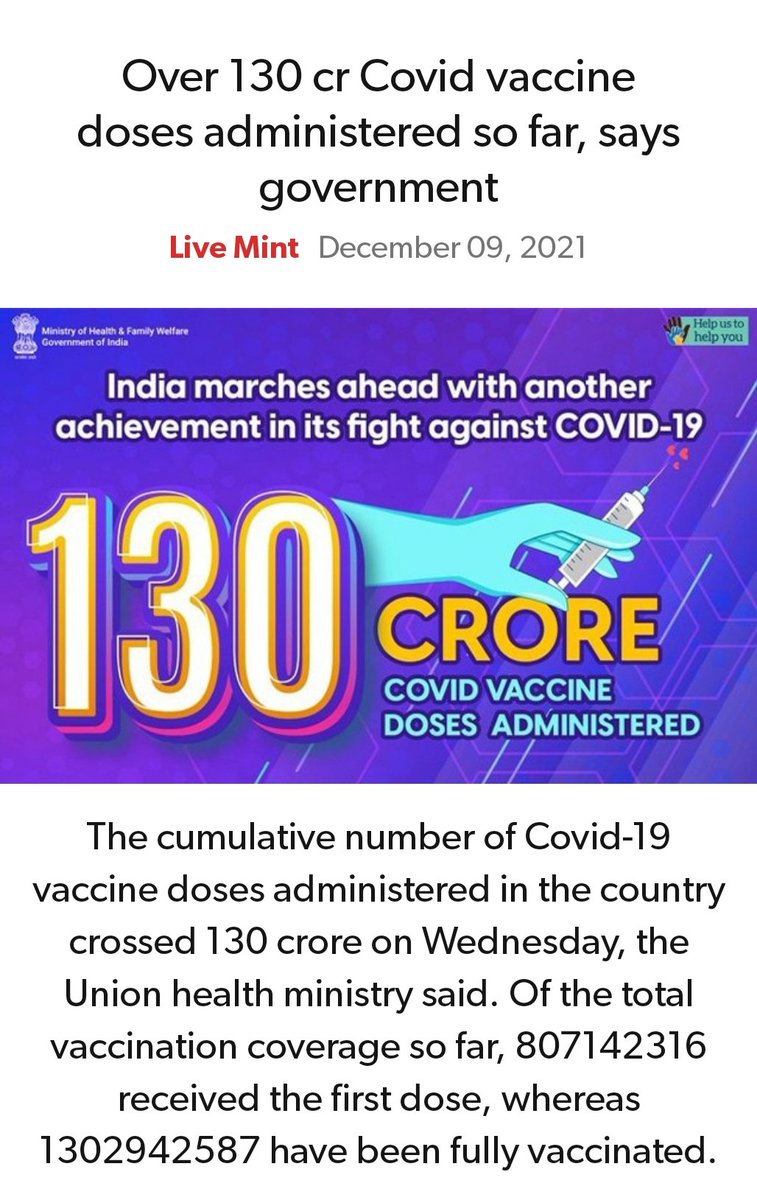 Over 130 cr Covid vaccine
doses administered so far, says
government
Live Mint December 09, 2021
Ministry of Health & Family Welfare
Government of India
Help us to
help you
India marches ahead with another
achievement in its fight against COVID-19
130
CRORE
COVID VACCINE
DOSES ADMINISTERED
The cumulative number of Covid-19
vaccine doses administered in the country
crossed 130 crore on Wednesday, the
Union health ministry said. Of the total
vaccination coverage so far, 807142316
received the first dose, whereas
1302942587 have been fully vaccinated.